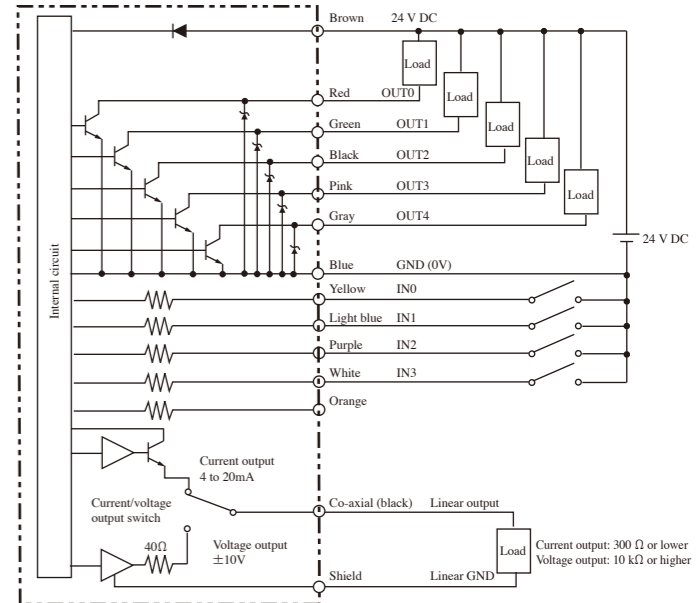 Brown 24 V DC
Load
Red OUT0
Load
Green OUT1
Load
Black OUT2
Load
Pink OUT3
Load
Gray OUT4
24 V DC
Internal circuit
Blue GND (0V)
Yellow IN0
Light blue IN1
Purple IN2
White IN3
Orange
Current output
4 to 20mA
Current/voltage
output switch
Co-axial (black) Linear output
40Ω
Voltage output
±10V
Load
Current output: 300 Ω or lower
Voltage output: 10 kΩ or higher
Shield Linear GND